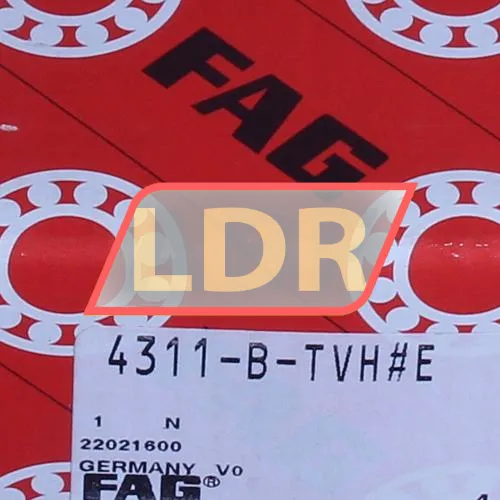 FAG
LDR
4311-B-TVH#E
1 N
22021600
GERMANY V0
FAG®